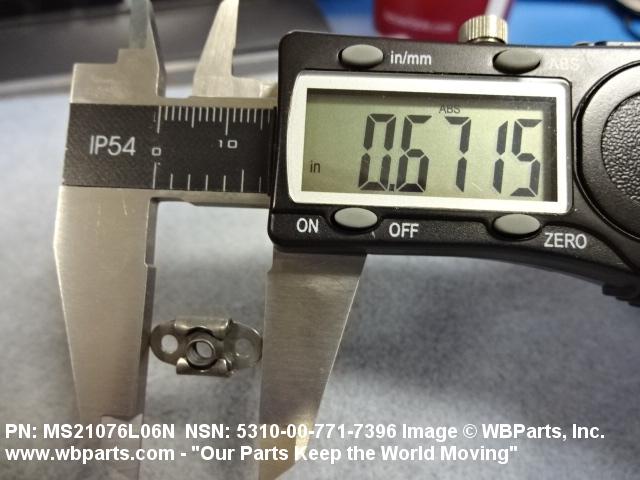 in/mm
ABS
ABS
IP54
0 10
in
0.6715
ON OFF
ZERO
PN: MS21076L06N NSN: 5310-00-771-7396 Image © WBParts, Inc.
www.wbparts.com - "Our Parts Keep the World Moving"